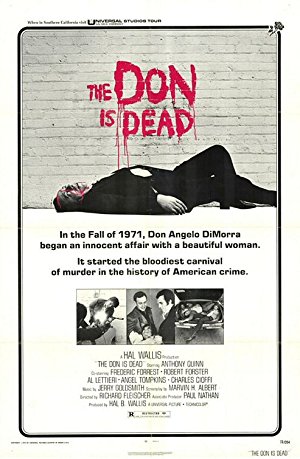 When in Southern California visit UNIVERSAL STUDIOS TOUR
THE DON
IS DEAD
In the Fall of 1971, Don Angelo DiMorra
began an innocent affair with a beautiful woman.
It started the bloodiest carnival
of murder in the history of American crime.
A HAL WALLIS Production
"THE DON IS DEAD" Starring ANTHONY QUINN
Co-starring FREDERIC FORREST · ROBERT FORSTER
AL LETTIERI · ANGEL TOMPKINS · CHARLES CIOFFI
Music by JERRY GOLDSMITH Screenplay by MARVIN H. ALBERT
Directed by RICHARD FLEISCHER Associate Producer PAUL NATHAN
Produced by HAL B. WALLIS A UNIVERSAL PICTURE · TECHNICOLOR®
R RESTRICTED
"THE DON IS DEAD"